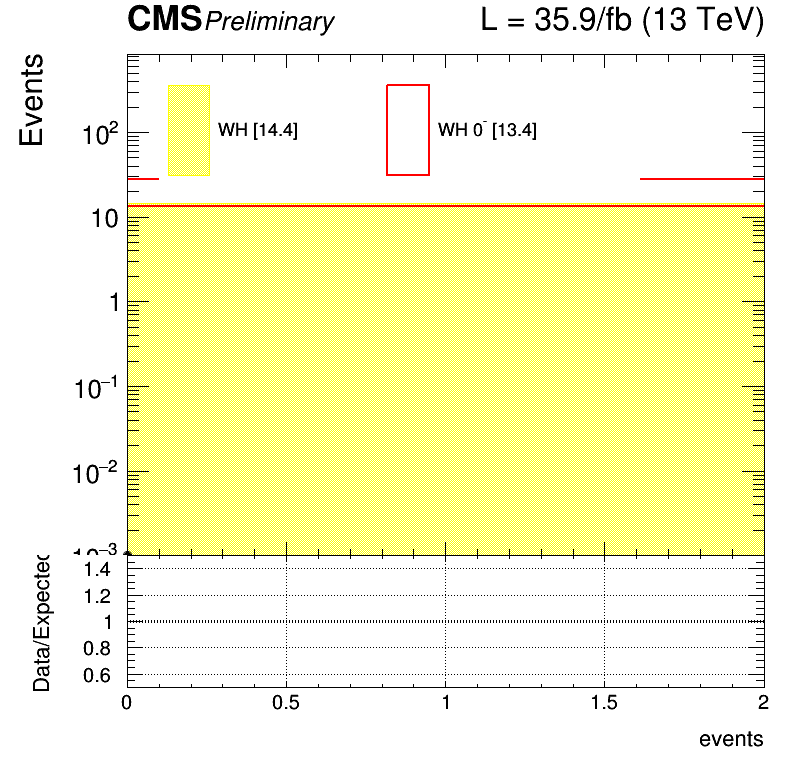 CMS Preliminary L = 35.9/fb (13 TeV)
Events
10²
WH [14.4]
WH 0⁻ [13.4]
10
1
10⁻¹
10⁻²
Data/Expected
1.4
1.2
1
0.8
0.6
0 0.5 1 1.5 2
events